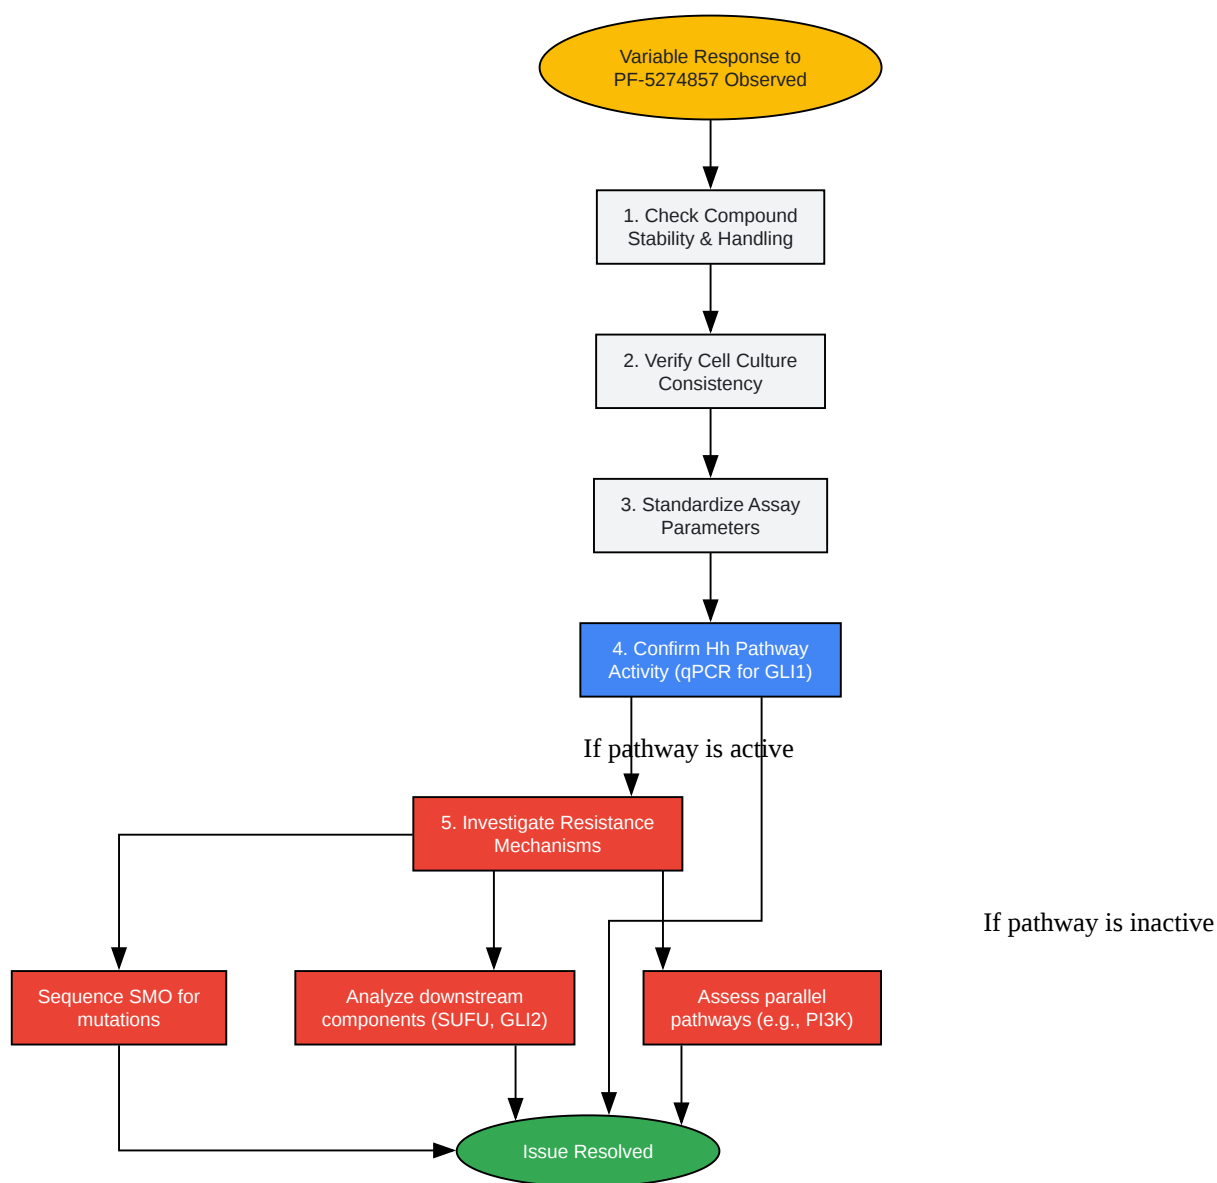 Variable Response to
PF-5274857 Observed
1. Check Compound
Stability & Handling
2. Verify Cell Culture
Consistency
3. Standardize Assay
Parameters
4. Confirm Hh Pathway
Activity (qPCR for GLI1)
If pathway is active
5. Investigate Resistance
Mechanisms
If pathway is inactive
Sequence SMO for
mutations
Analyze downstream
components (SUFU, GLI2)
Assess parallel
pathways (e.g., PI3K)
Issue Resolved